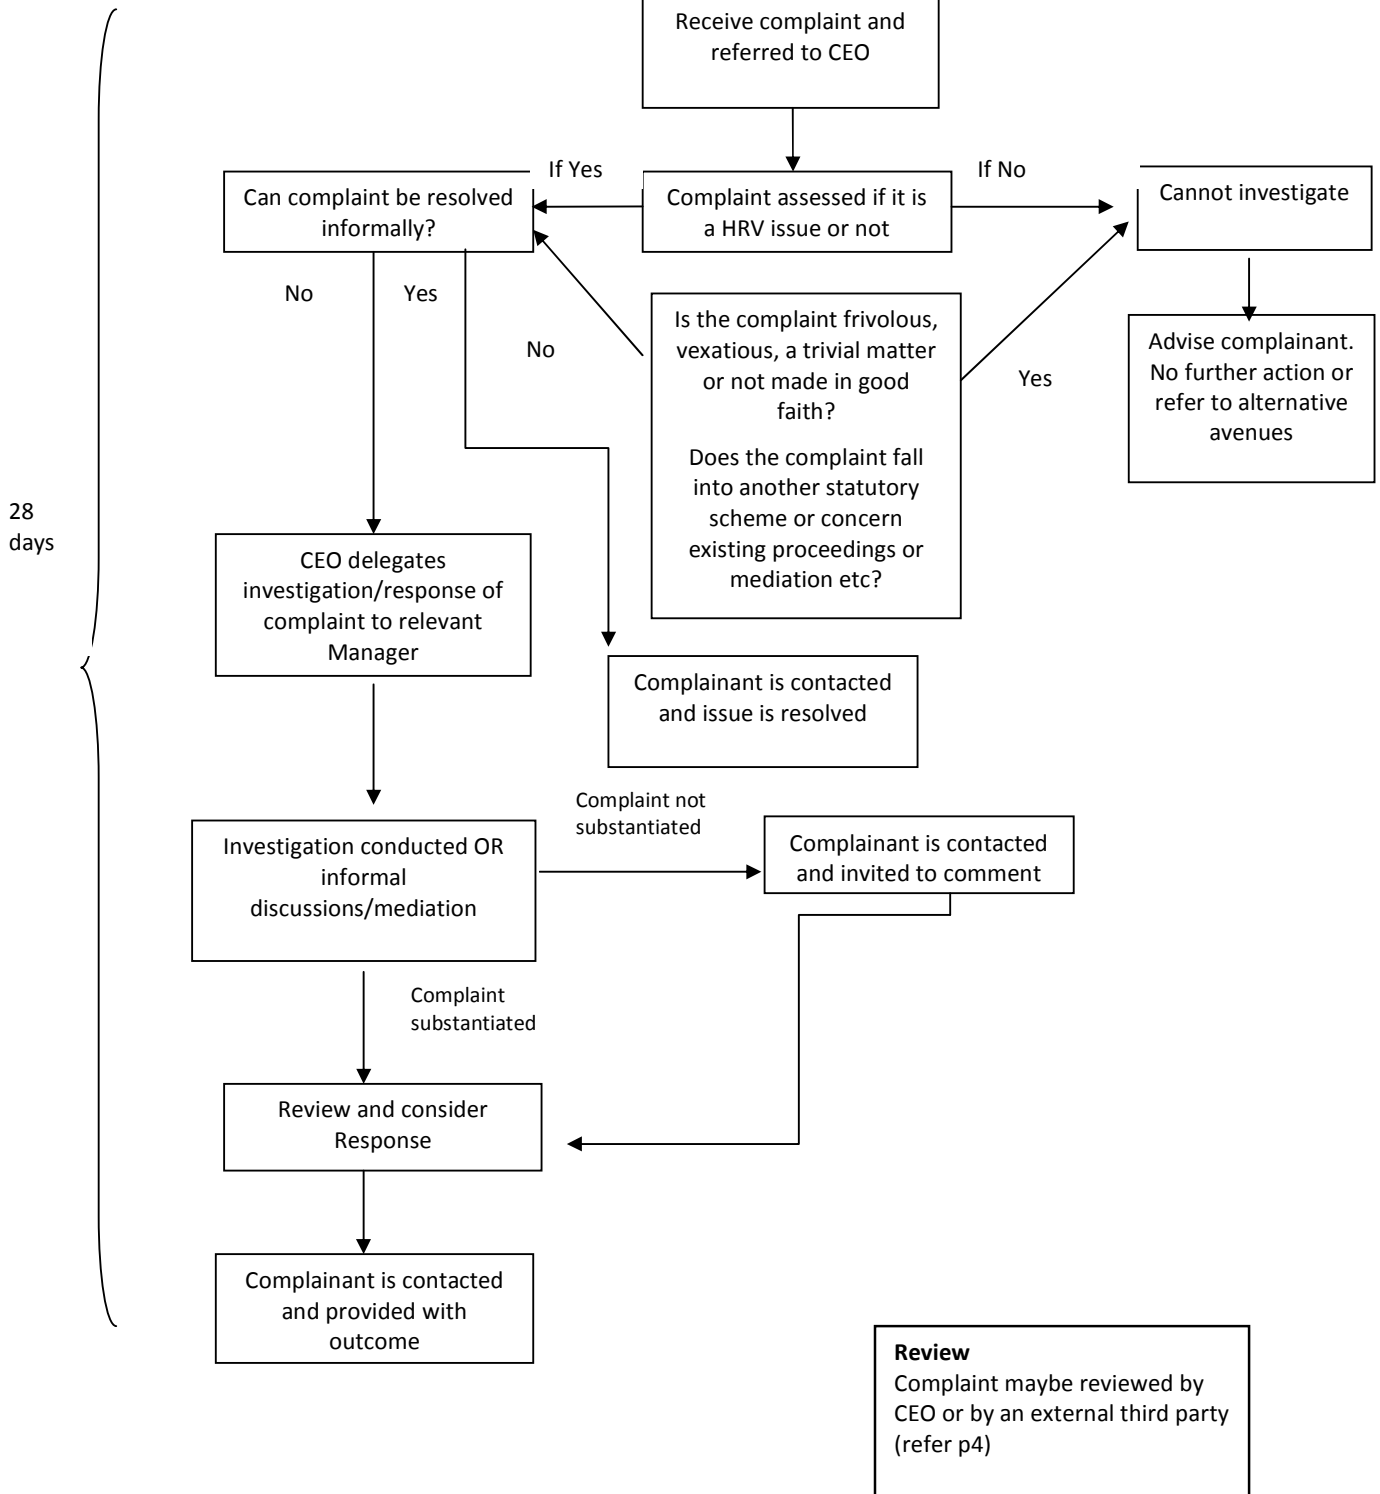 Receive complaint and
referred to CEO
If Yes
If No
Can complaint be resolved
informally?
Complaint assessed if it is
a HRV issue or not
Cannot investigate
No
Yes
No
Is the complaint frivolous,
vexatious, a trivial matter
or not made in good
faith?
Does the complaint fall
into another statutory
scheme or concern
existing proceedings or
mediation etc?
Yes
Advise complainant.
No further action or
refer to alternative
avenues
28
days
CEO delegates
investigation/response of
complaint to relevant
Manager
Complainant is contacted
and issue is resolved
Complaint not
substantiated
Investigation conducted OR
informal
discussions/mediation
Complainant is contacted
and invited to comment
Complaint
substantiated
Review and consider
Response
Complainant is contacted
and provided with
outcome
Review
Complaint maybe reviewed by
CEO or by an external third party
(refer p4)